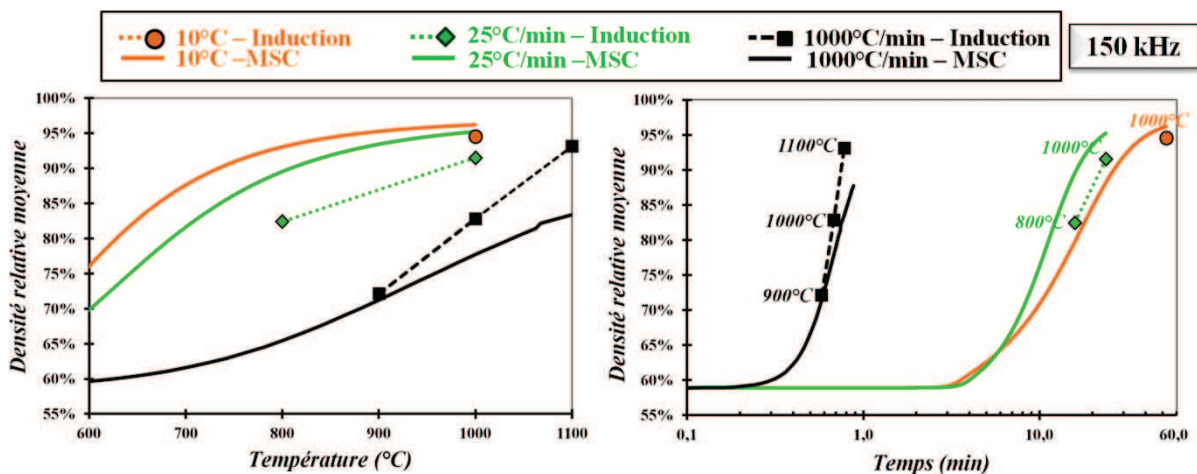 10°C – Induction 25°C/min – Induction 1000°C/min – Induction
10°C –MSC 25°C/min –MSC 1000°C/min – MSC
150 kHz
Densité relative moyenne
100%
95%
90%
85%
80%
75%
70%
65%
60%
55%
600 700 800 900 1000 1100
Température (°C)
Densité relative moyenne
100%
95%
90%
85%
80%
75%
70%
65%
60%
55%
1100°C
1000°C
900°C
1000°C
800°C
1000°C
0,1 1,0 10,0 60,0
Temps (min)